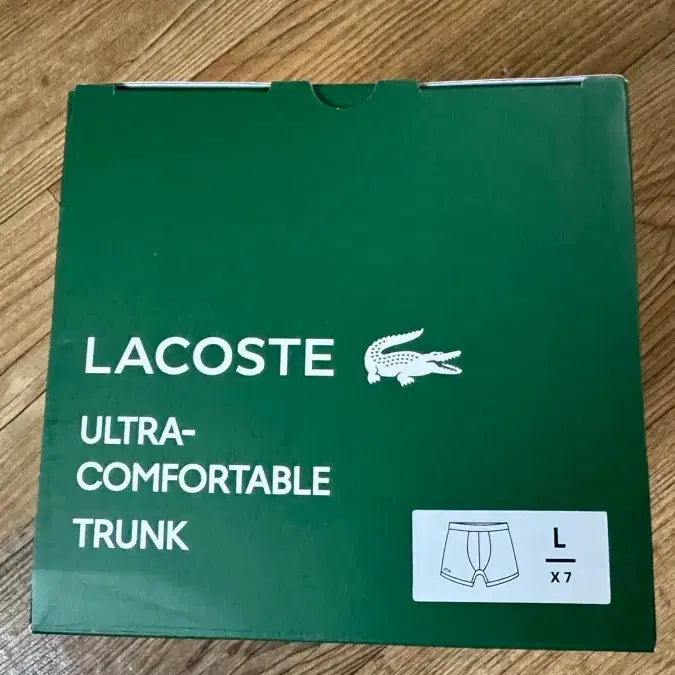 LACOSTE
ULTRA-
COMFORTABLE
TRUNK
L
X 7